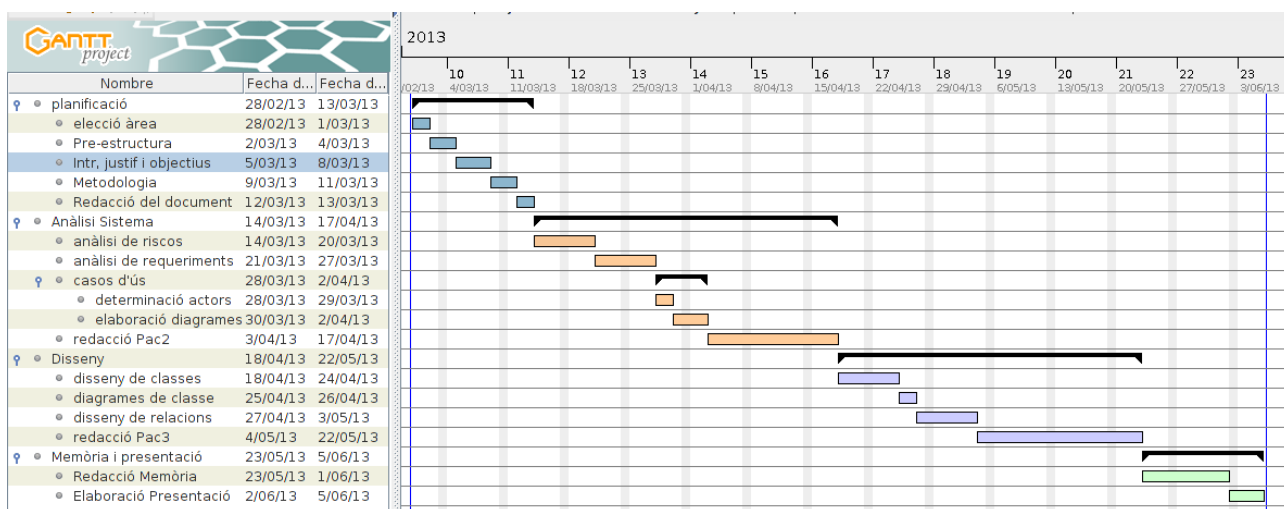 GANTT
project
2013
Nombre Fecha d... Fecha d...
10 11 12 13 14 15 16 17 18 19 20 21 22 23
/02/13 4/03/13 11/03/13 18/03/13 25/03/13 1/04/13 8/04/13 15/04/13 22/04/13 29/04/13 6/05/13 13/05/13 20/05/13 27/05/13 3/06/13
planificació 28/02/13 13/03/13
elecció àrea 28/02/13 1/03/13
Pre-estructura 2/03/13 4/03/13
Intr, justif i objectius 5/03/13 8/03/13
Metodologia 9/03/13 11/03/13
Redacció del document 12/03/13 13/03/13
Anàlisi Sistema 14/03/13 17/04/13
anàlisi de riscos 14/03/13 20/03/13
anàlisi de requeriments 21/03/13 27/03/13
casos d'ús 28/03/13 2/04/13
determinació actors 28/03/13 29/03/13
elaboració diagrames 30/03/13 2/04/13
redacció Pac2 3/04/13 17/04/13
Disseny 18/04/13 22/05/13
disseny de classes 18/04/13 24/04/13
diagrames de classe 25/04/13 26/04/13
disseny de relacions 27/04/13 3/05/13
redacció Pac3 4/05/13 22/05/13
Memòria i presentació 23/05/13 5/06/13
Redacció Memòria 23/05/13 1/06/13
Elaboració Presentació 2/06/13 5/06/13